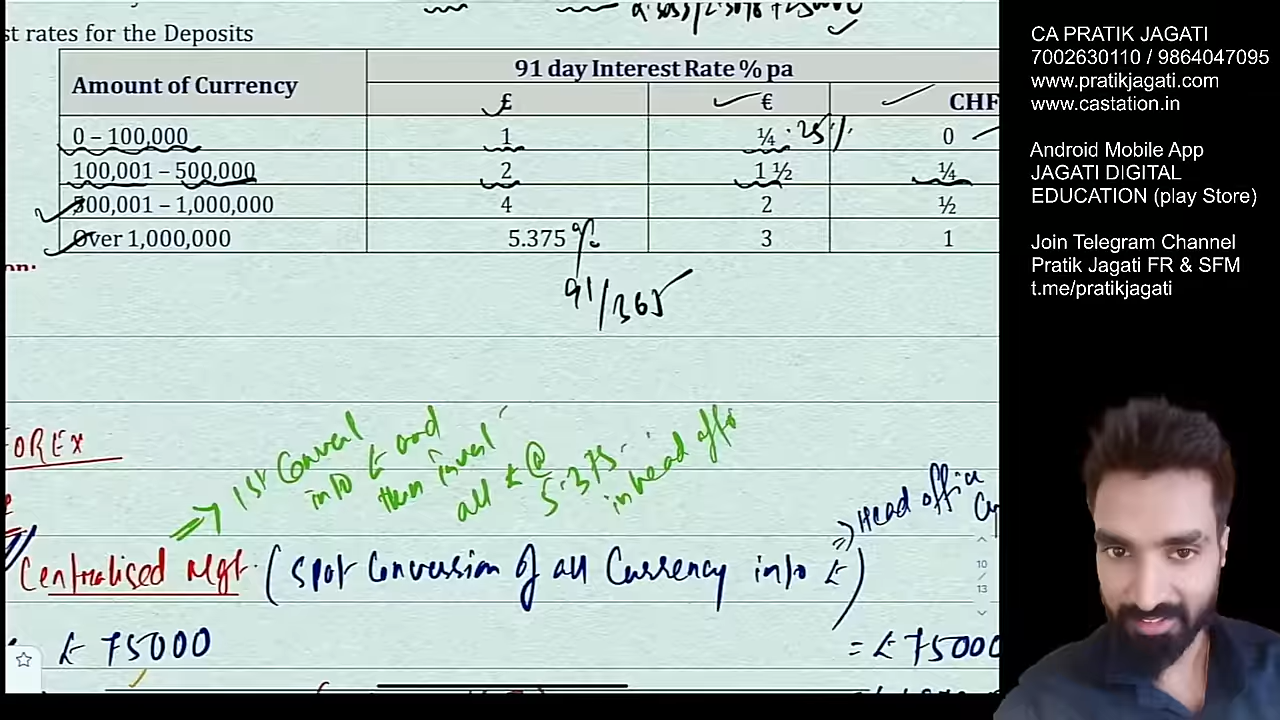 st rates for the Deposits
Amount of Currency 91 day Interest Rate % pa
£ € CHF
0 – 100,000 1 ¼ .25% 0
100,001 – 500,000 2 1 ½ ¼
500,001 – 1,000,000 4 2 ½
Over 1,000,000 5.375 % 3 1
on:
91/365
FOREX
1st Convert
into £ and
then invest
all £ @
5.375
in head offi
Head office
Centralised Mgt. (Spot Conversion of all Currency into £)
£ 75000 = £ 75000
10
/
13
CA PRATIK JAGATI
7002630110 / 9864047095
www.pratikjagati.com
www.castation.in
Android Mobile App
JAGATI DIGITAL
EDUCATION (play Store)
Join Telegram Channel
Pratik Jagati FR & SFM
t.me/pratikjagati